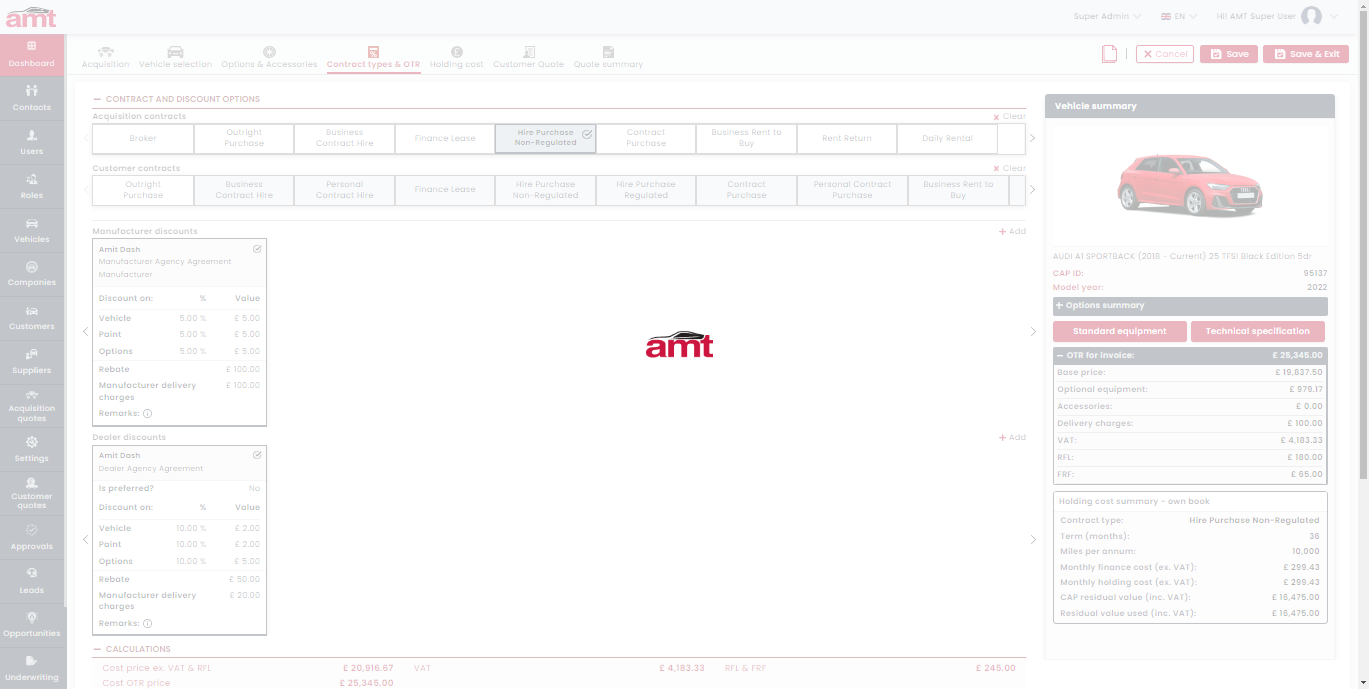 amt
Super Admin
EN
Hi! AMT Super User
Dashboard
Contacts
Users
Roles
Vehicles
Companies
Customers
Suppliers
Acquisition
quotes
Settings
Customer
quotes
Approvals
Leads
Opportunities
Underwriting
Acquisition
Vehicle selection
Options & Accessories
Contract types & OTR
Holding cost
Customer Quote
Quote summary
Cancel
Save
Save & Exit
CONTRACT AND DISCOUNT OPTIONS
Acquisition contracts
Clear
Broker
Outright
Purchase
Business
Contract Hire
Finance Lease
Hire Purchase
Non-Regulated
Contract
Purchase
Business Rent to
Buy
Rent Return
Daily Rental
Customer contracts
Clear
Outright
Purchase
Business
Contract Hire
Personal
Contract Hire
Finance Lease
Hire Purchase
Non-Regulated
Hire Purchase
Regulated
Contract
Purchase
Personal Contract
Purchase
Business Rent to
Buy
Manufacturer discounts
+ Add
Amit Dash
Manufacturer Agency Agreement
Manufacturer
Discount on: % Value
Vehicle 5.00 % £ 5.00
Paint 5.00 % £ 5.00
Options 5.00 % £ 5.00
Rebate £ 100.00
Manufacturer delivery £ 100.00
charges
Remarks:
amt
Dealer discounts
+ Add
Amit Dash
Dealer Agency Agreement
Is preferred? No
Discount on: % Value
Vehicle 10.00 % £ 2.00
Paint 10.00 % £ 2.00
Options 10.00 % £ 5.00
Rebate £ 50.00
Manufacturer delivery £ 20.00
charges
Remarks:
CALCULATIONS
Cost price ex. VAT & RFL £ 20,916.67 VAT £ 4,183.33 RFL & FRF £ 245.00
Cost OTR price £ 25,345.00
Vehicle summary
AUDI A1 SPORTBACK (2018 - Current) 25 TFSI Black Edition 5dr
CAP ID: 95137
Model year: 2022
+ Options summary
Standard equipment
Technical specification
OTR for invoice: £ 25,345.00
Base price: £ 19,837.50
Optional equipment: £ 979.17
Accessories: £ 0.00
Delivery charges: £ 100.00
VAT: £ 4,183.33
RFL: £ 180.00
FRF: £ 65.00
Holding cost summary - own book
Contract type: Hire Purchase Non-Regulated
Term (months): 36
Miles per annum: 10,000
Monthly finance cost (ex. VAT): £ 299.43
Monthly holding cost (ex. VAT): £ 299.43
CAP residual value (inc. VAT): £ 16,475.00
Residual value used (inc. VAT): £ 16,475.00